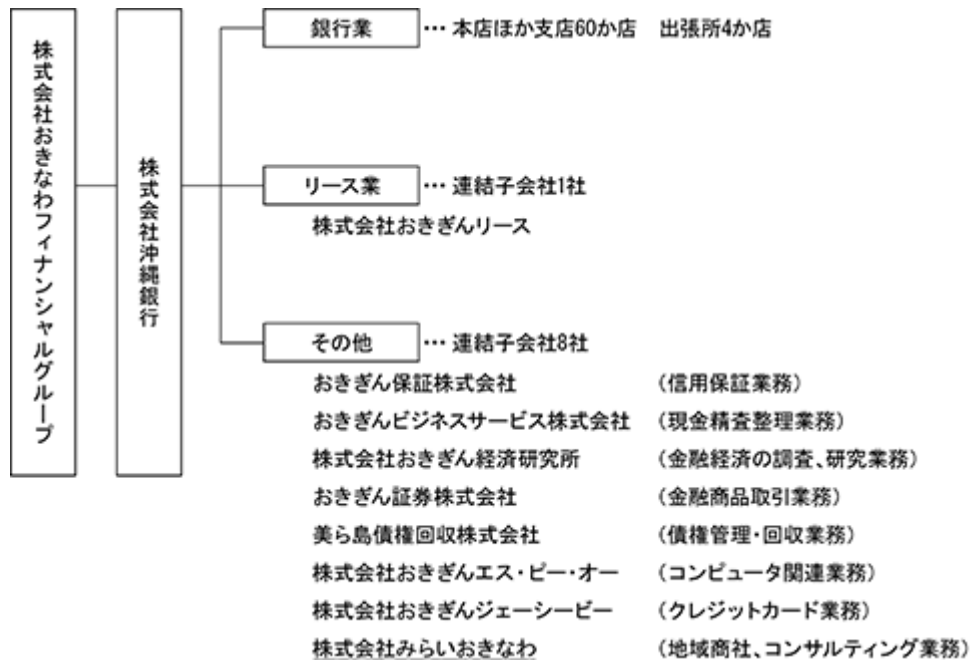 株式会社おきなわフィナンシャルグループ
株式会社沖縄銀行
銀行業 … 本店ほか支店60か店 出張所4か店
リース業 … 連結子会社1社
株式会社おきぎんリース
その他 … 連結子会社8社
おきぎん保証株式会社 (信用保証業務)
おきぎんビジネスサービス株式会社 (現金精査整理業務)
株式会社おきぎん経済研究所 (金融経済の調査、研究業務)
おきぎん証券株式会社 (金融商品取引業務)
美ら島債権回収株式会社 (債権管理・回収業務)
株式会社おきぎんエス・ピー・オー (コンピュータ関連業務)
株式会社おきぎんジェーシービー (クレジットカード業務)
株式会社みらいおきなわ (地域商社、コンサルティング業務)